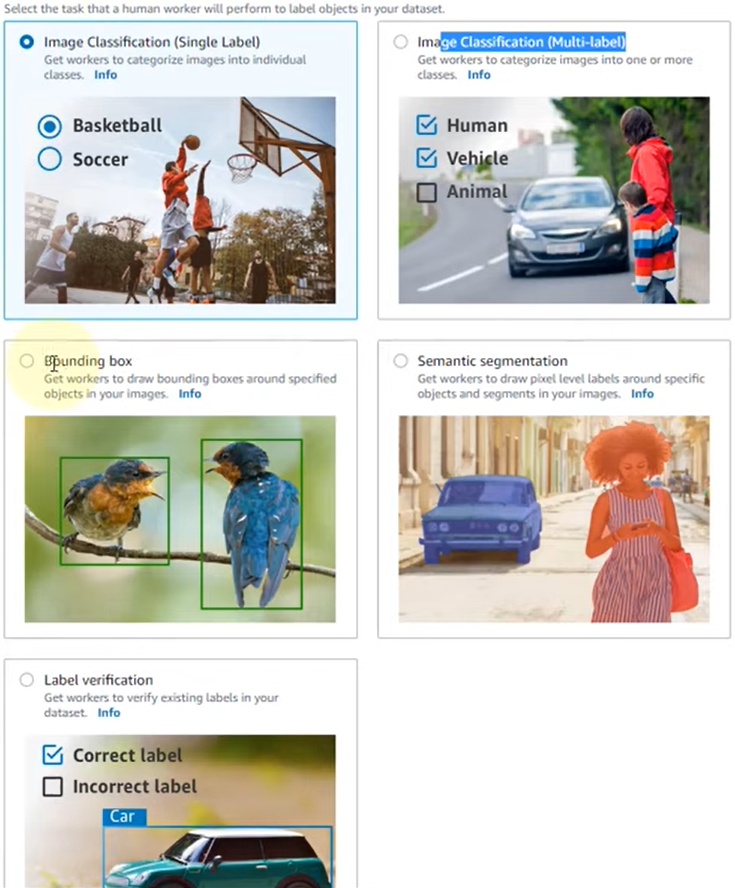 Select the task that a human worker will perform to label objects in your dataset.
Image Classification (Single Label)
Get workers to categorize images into individual
classes. Info
Basketball
Soccer
Image Classification (Multi-label)
Get workers to categorize images into one or more
classes. Info
Human
Vehicle
Animal
Bounding box
Get workers to draw bounding boxes around specified
objects in your images. Info
Semantic segmentation
Get workers to draw pixel level labels around specific
objects and segments in your images. Info
Label verification
Get workers to verify existing labels in your
dataset. Info
Correct label
Incorrect label
Car